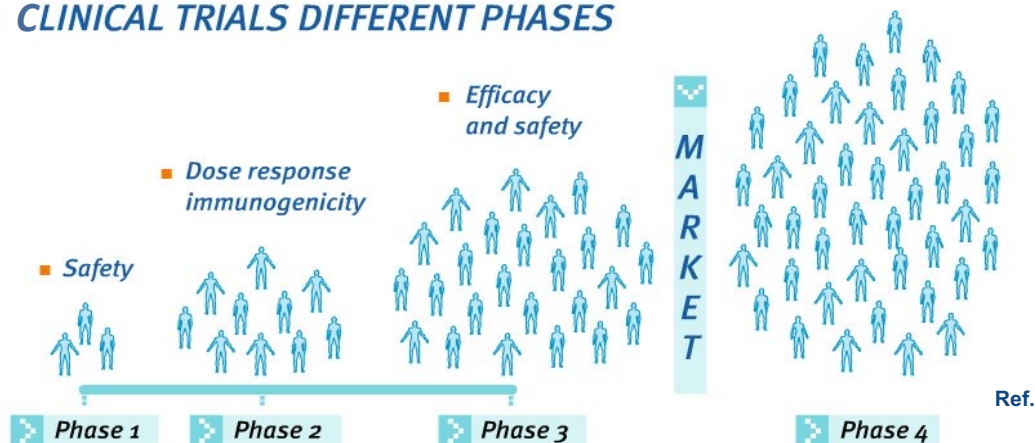 CLINICAL TRIALS DIFFERENT PHASES
Efficacy
and safety
Dose response
immunogenicity
Safety
MARKET
Ref.
Phase 1
Phase 2
Phase 3
Phase 4